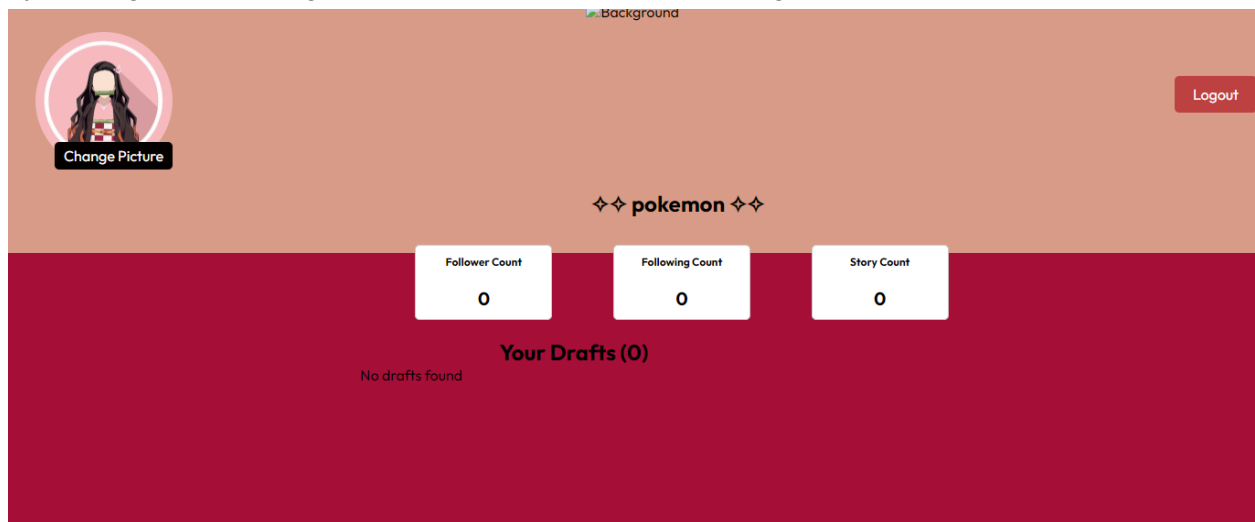 Background
Logout
Change Picture
✧✧ pokemon ✧✧
Follower Count
Following Count
Story Count
0
0
0
Your Drafts (0)
No drafts found